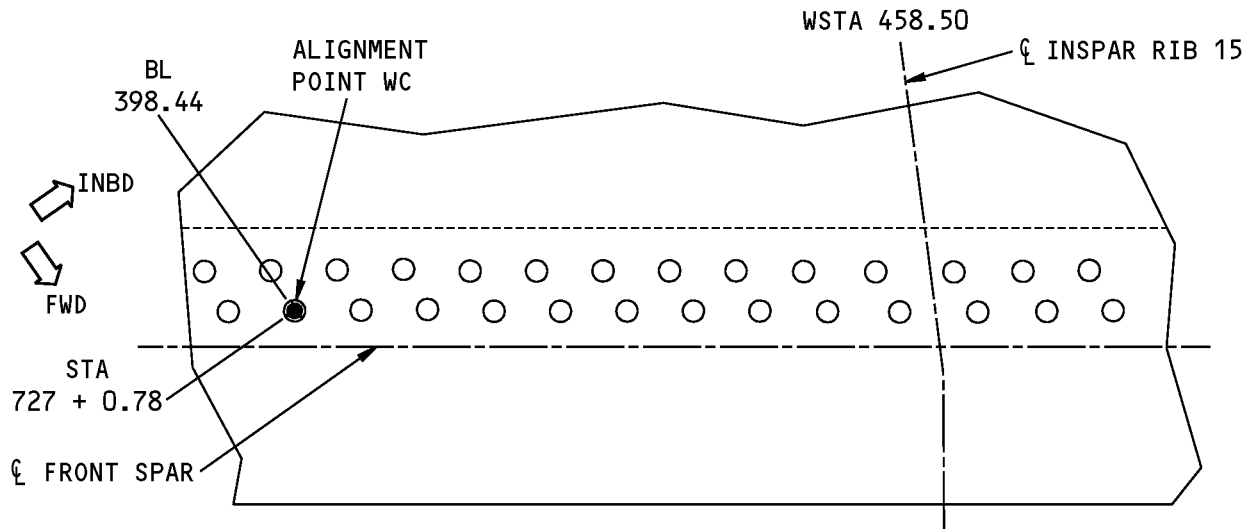 WSTA 458.50
℄ INSPAR RIB 15
ALIGNMENT
POINT WC
BL
398.44
INBD
FWD
STA
727 + 0.78
℄ FRONT SPAR